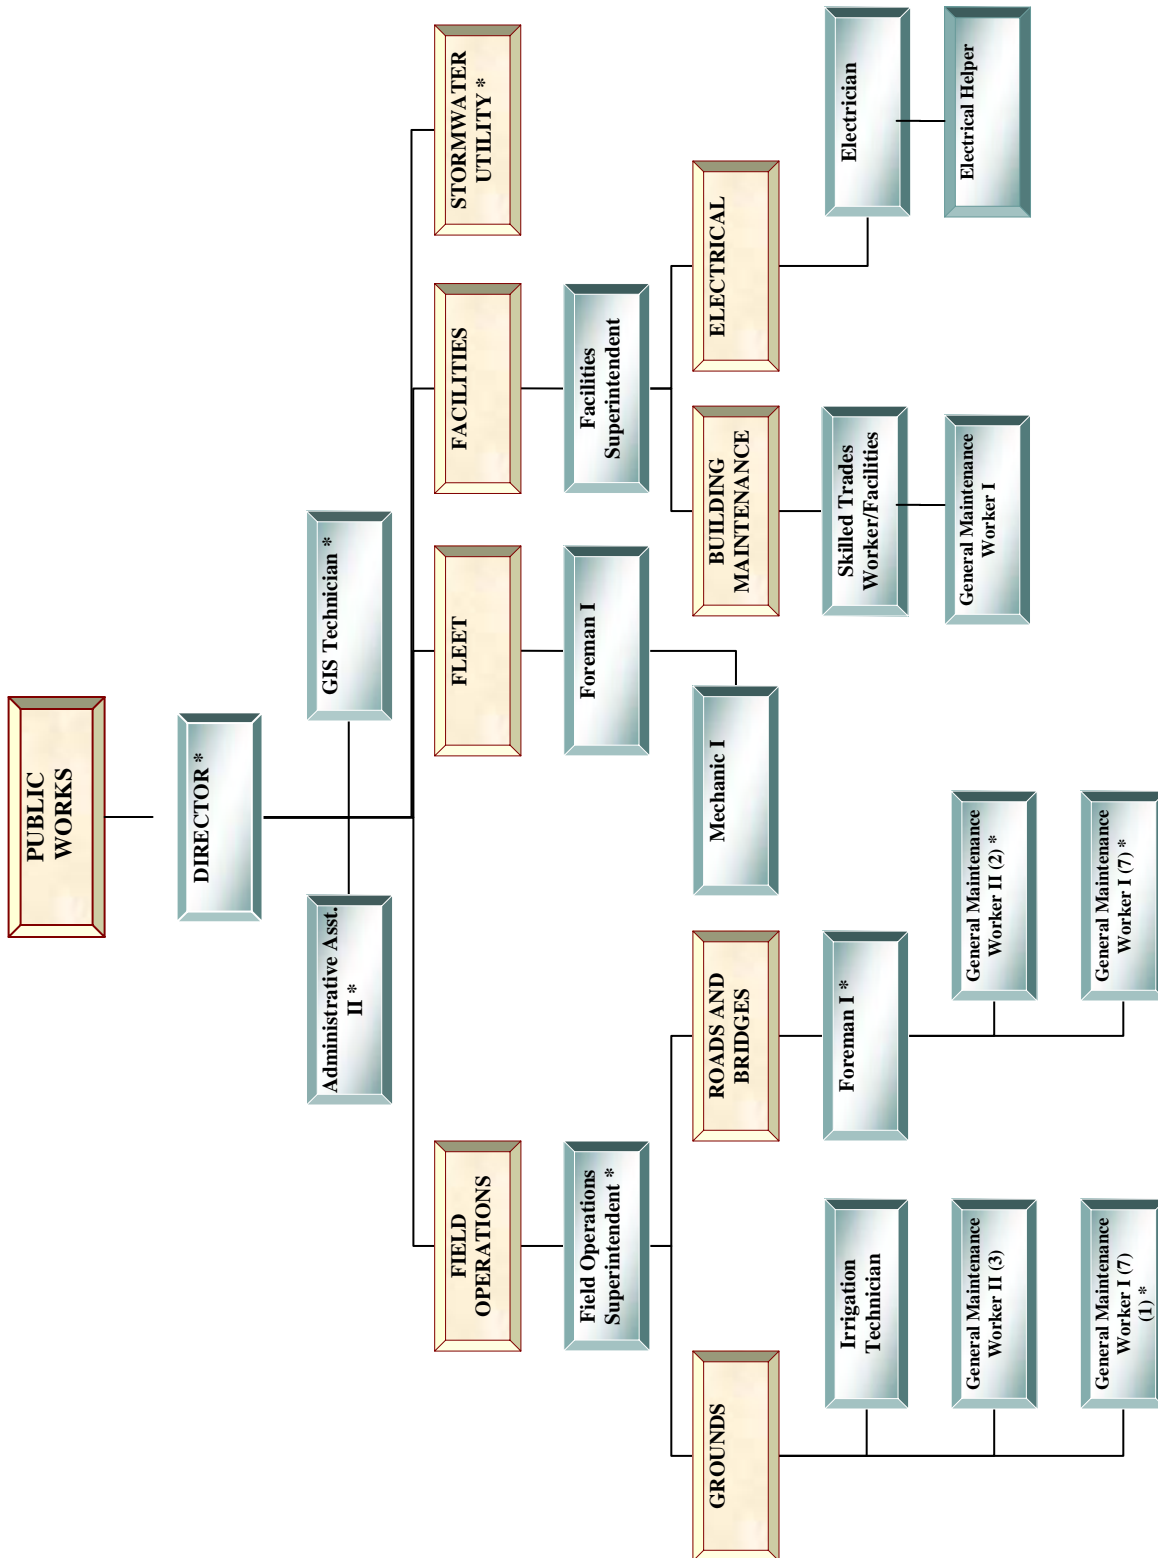 PUBLIC
WORKS
DIRECTOR *
Administrative Asst.
II *
GIS Technician *
FIELD
OPERATIONS
FLEET
FACILITIES
STORMWATER
UTILITY *
Field Operations
Superintendent *
Foreman I
Facilities
Superintendent
GROUNDS
ROADS AND
BRIDGES
Mechanic I
BUILDING
MAINTENANCE
ELECTRICAL
Irrigation
Technician
Foreman I *
Skilled Trades
Worker/Facilities
Electrician
General Maintenance
Worker II (3)
General Maintenance
Worker II (2) *
General Maintenance
Worker I
Electrical Helper
General Maintenance
Worker I (7)
(1) *
General Maintenance
Worker I (7) *